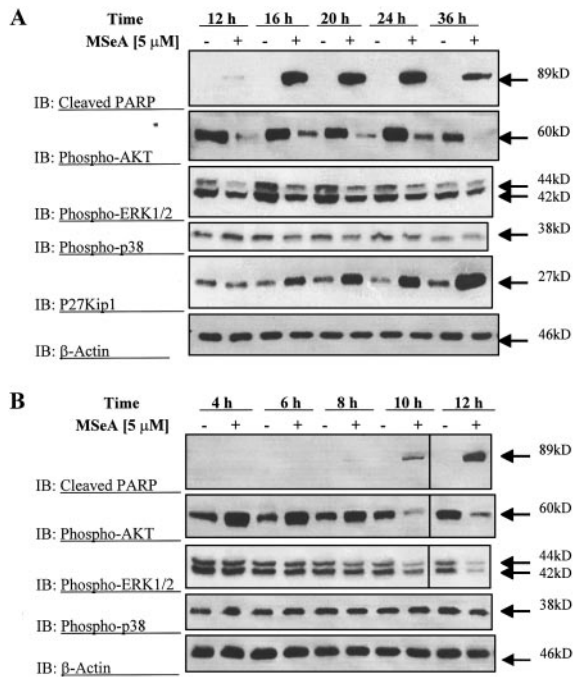 A
Time 12 h 16 h 20 h 24 h 36 h
MSeA [5 µM] - + - + - + - + - +
89kD
IB: Cleaved PARP
60kD
IB: Phospho-AKT
44kD
42kD
IB: Phospho-ERK1/2
38kD
IB: Phospho-p38
27kD
IB: P27Kip1
46kD
IB: β-Actin
B
Time 4 h 6 h 8 h 10 h 12 h
MSeA [5 µM] - + - + - + - + - +
89kD
IB: Cleaved PARP
60kD
IB: Phospho-AKT
44kD
42kD
IB: Phospho-ERK1/2
38kD
IB: Phospho-p38
46kD
IB: β-Actin